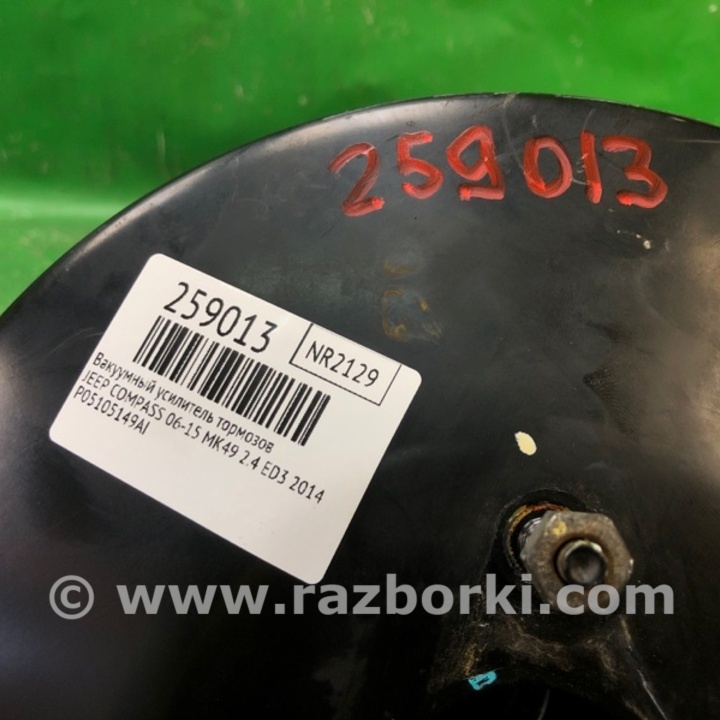 259013
259013
NR2129
Вакуумный усилитель тормозов
JEEP COMPASS 06-15 MK49 2.4 ED3 2014
P05105149AI
© www.razborki.com